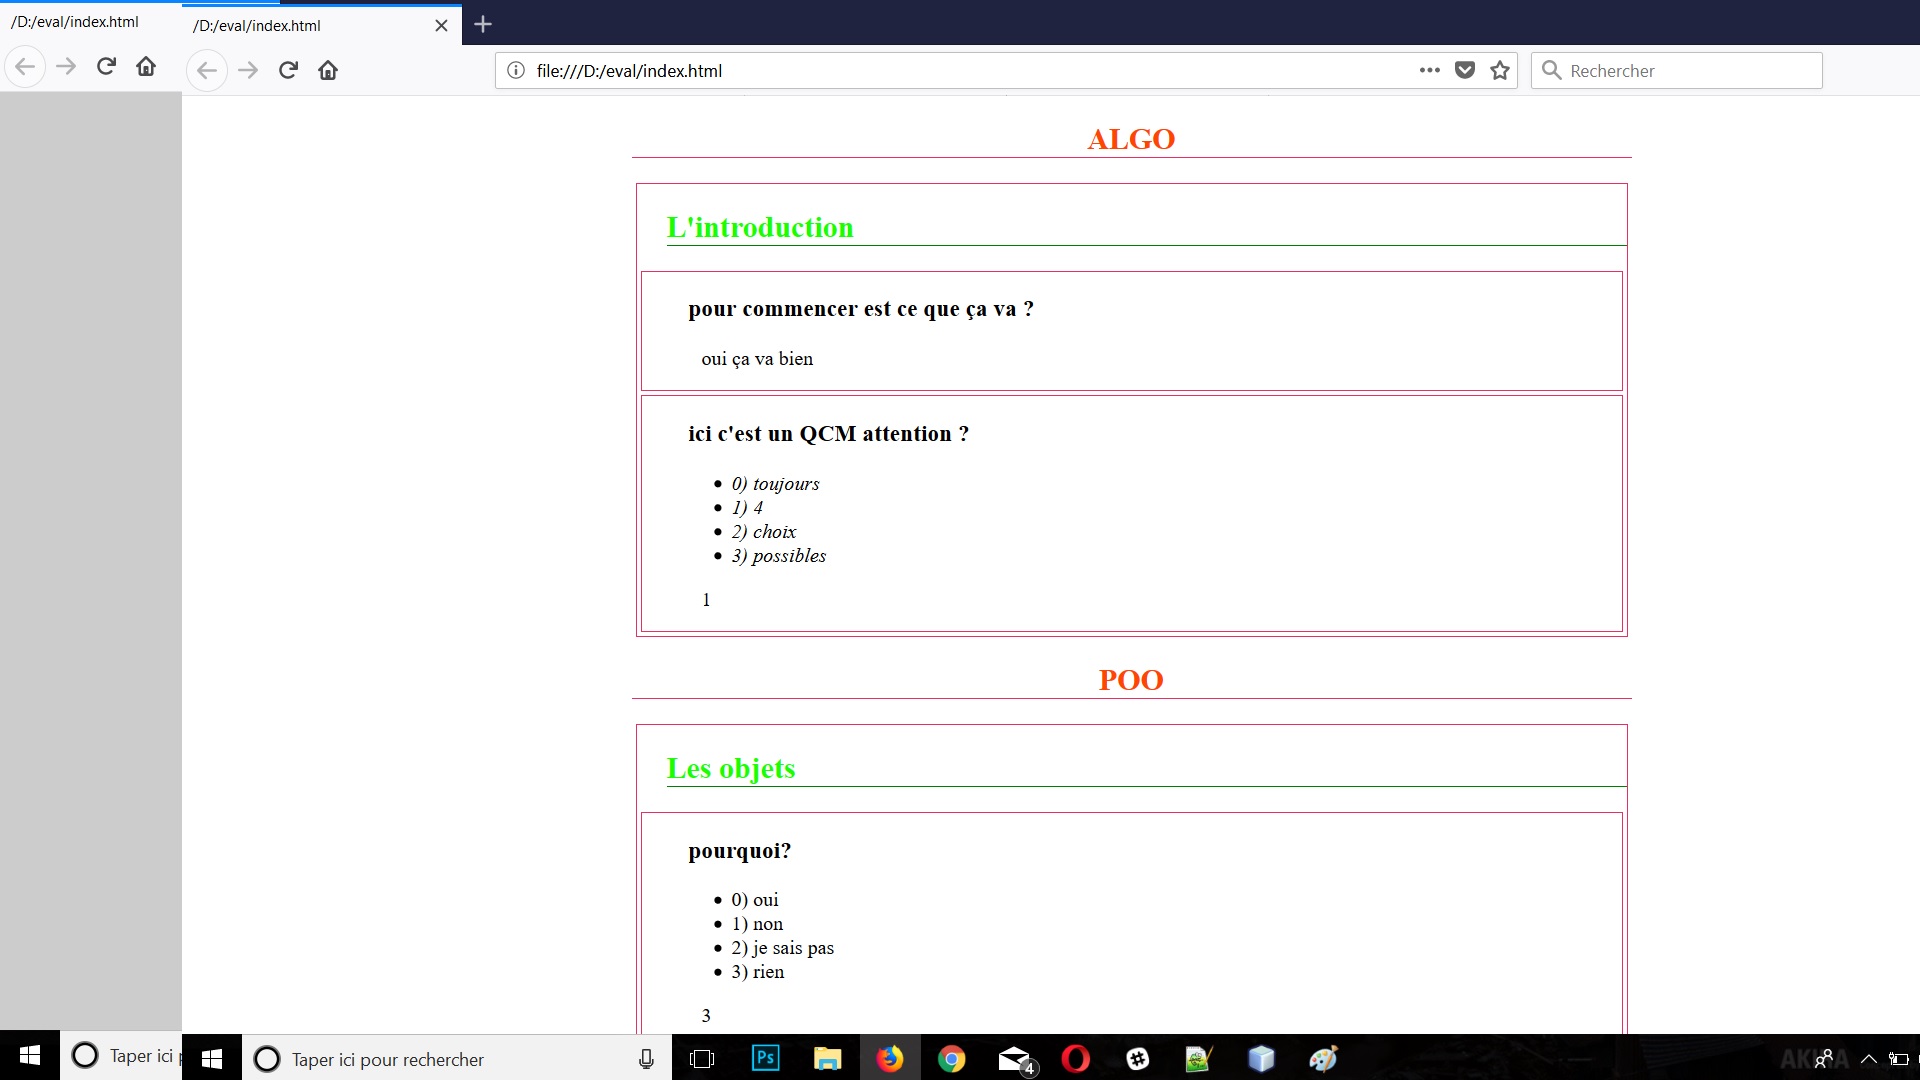 /D:/eval/index.html
/D:/eval/index.html
file:///D:/eval/index.html
Rechercher
ALGO
L'introduction
pour commencer est ce que ça va ?
oui ça va bien
ici c'est un QCM attention ?
0) toujours
1) 4
2) choix
3) possibles
1
POO
Les objets
pourquoi?
0) oui
1) non
2) je sais pas
3) rien
3
Taper ici
Taper ici pour rechercher
Ps
4